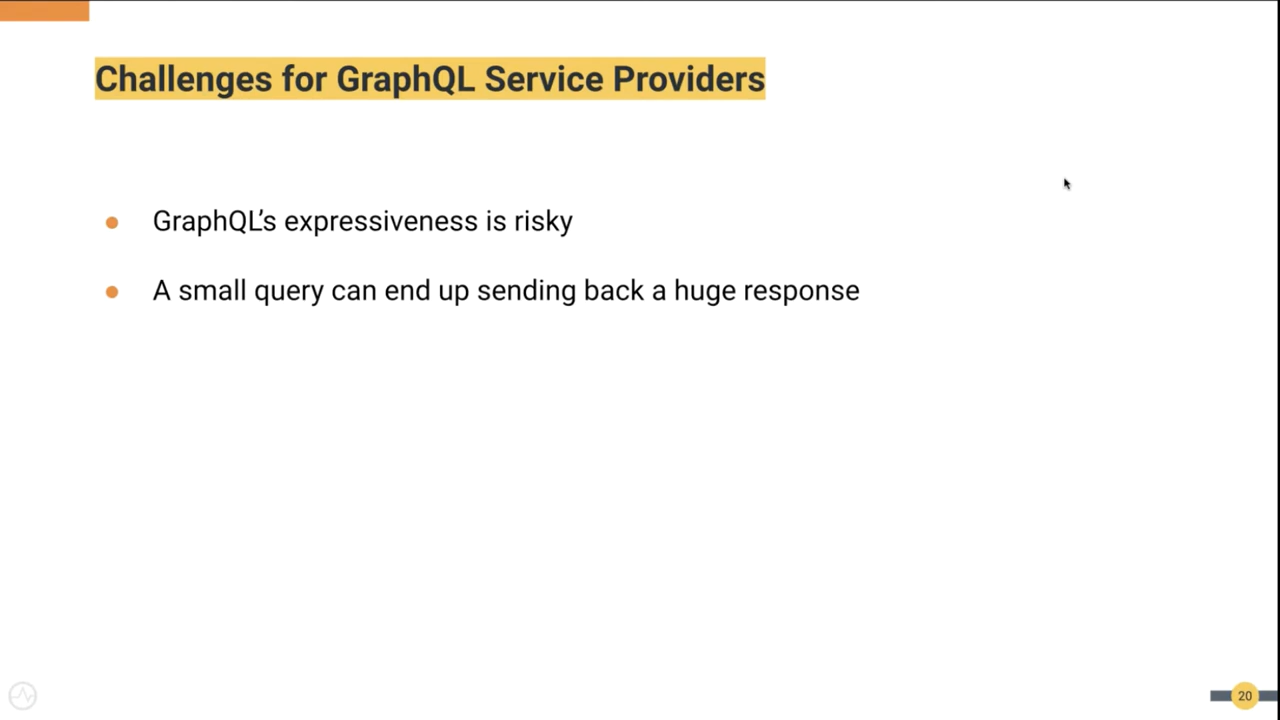 Challenges for GraphQL Service Providers
● GraphQL’s expressiveness is risky
● A small query can end up sending back a huge response
20